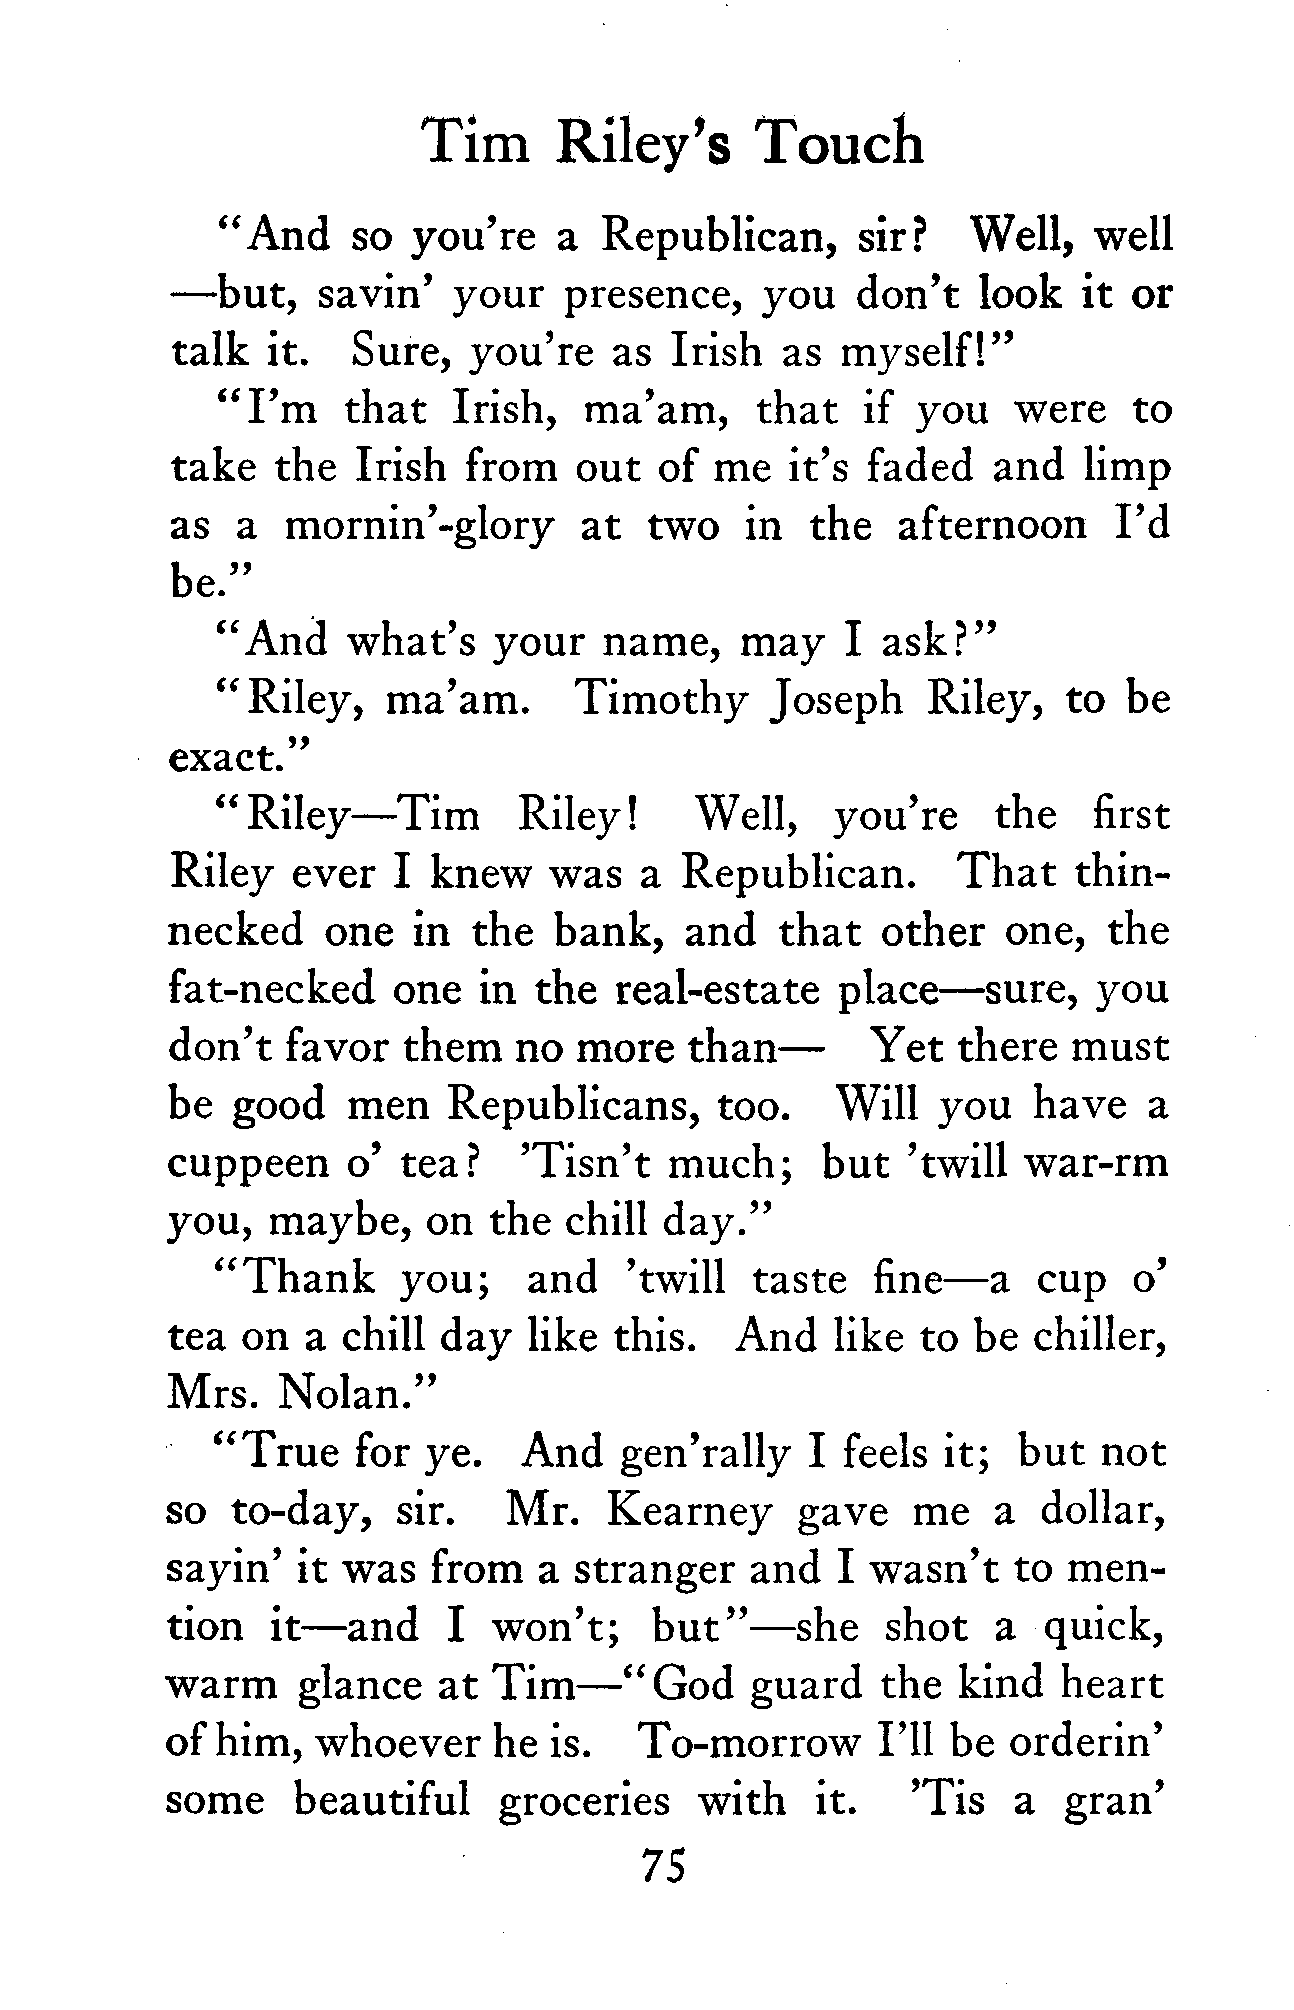 Tim Riley's Touch
"And so you're a Republican, sir? Well, well
—but, savin' your presence, you don't look it or
talk it. Sure, you're as Irish as myself!"
"I'm that Irish, ma'am, that if you were to
take the Irish from out of me it's faded and limp
as a mornin'-glory at two in the afternoon I'd
be."
"And what's your name, may I ask?"
"Riley, ma'am. Timothy Joseph Riley, to be
exact."
"Riley—Tim Riley! Well, you're the first
Riley ever I knew was a Republican. That thin-
necked one in the bank, and that other one, the
fat-necked one in the real-estate place—sure, you
don't favor them no more than— Yet there must
be good men Republicans, too. Will you have a
cuppeen o' tea? 'Tisn't much; but 'twill war-rm
you, maybe, on the chill day."
"Thank you; and 'twill taste fine—a cup o'
tea on a chill day like this. And like to be chiller,
Mrs. Nolan."
"True for ye. And gen'rally I feels it; but not
so to-day, sir. Mr. Kearney gave me a dollar,
sayin' it was from a stranger and I wasn't to men-
tion it—and I won't; but"—she shot a quick,
warm glance at Tim—"God guard the kind heart
of him, whoever he is. To-morrow I'll be orderin'
some beautiful groceries with it. 'Tis a gran'
75